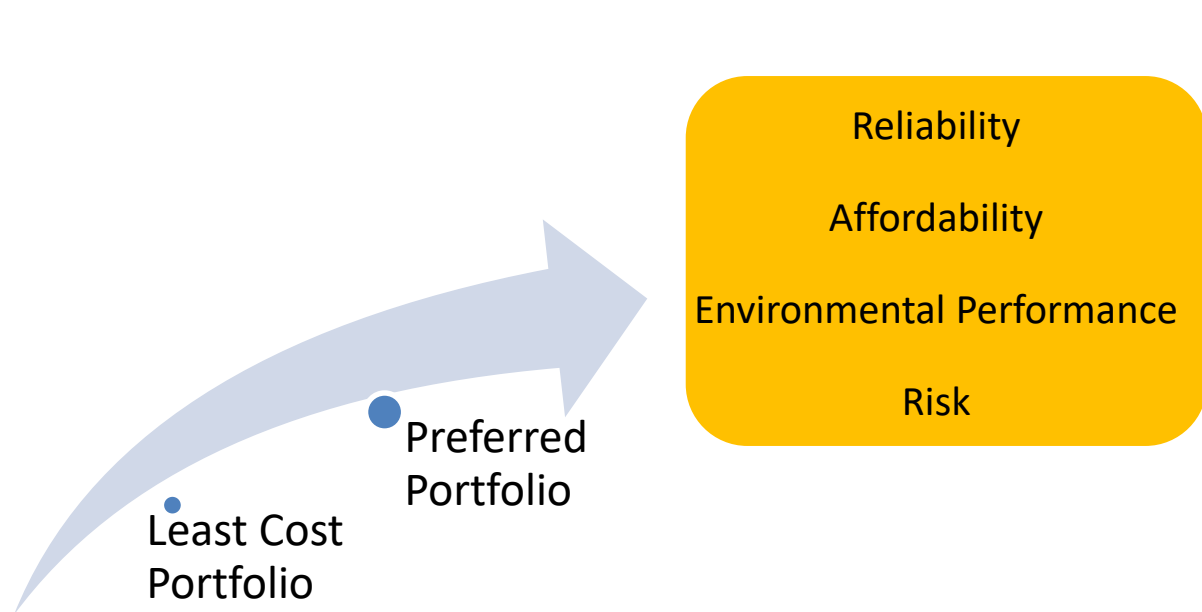 Reliability
Affordability
Environmental Performance
Risk
Preferred
Portfolio
Least Cost
Portfolio